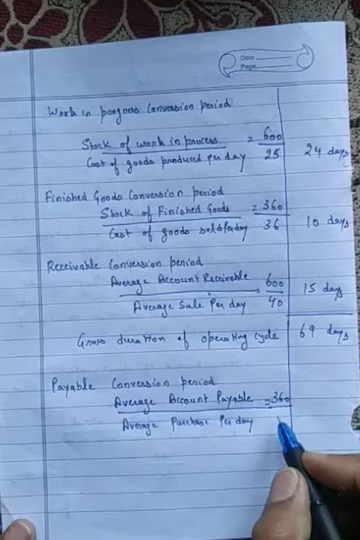 Date
Page
Work in progress Conversion period
Stock of work in process = 600
Cost of goods produced per day 25 24 days
Finished Goods Conversion period
Stock of Finished Goods = 360
Cost of goods sold per day 36 10 days
Receivable Conversion period
Average Account Receivable 600
Average Sale Per day 40 15 days
Gross duration of operating cycle 69 days
Payable Conversion period
Average Account Payable = 360
Average Purchase Per day